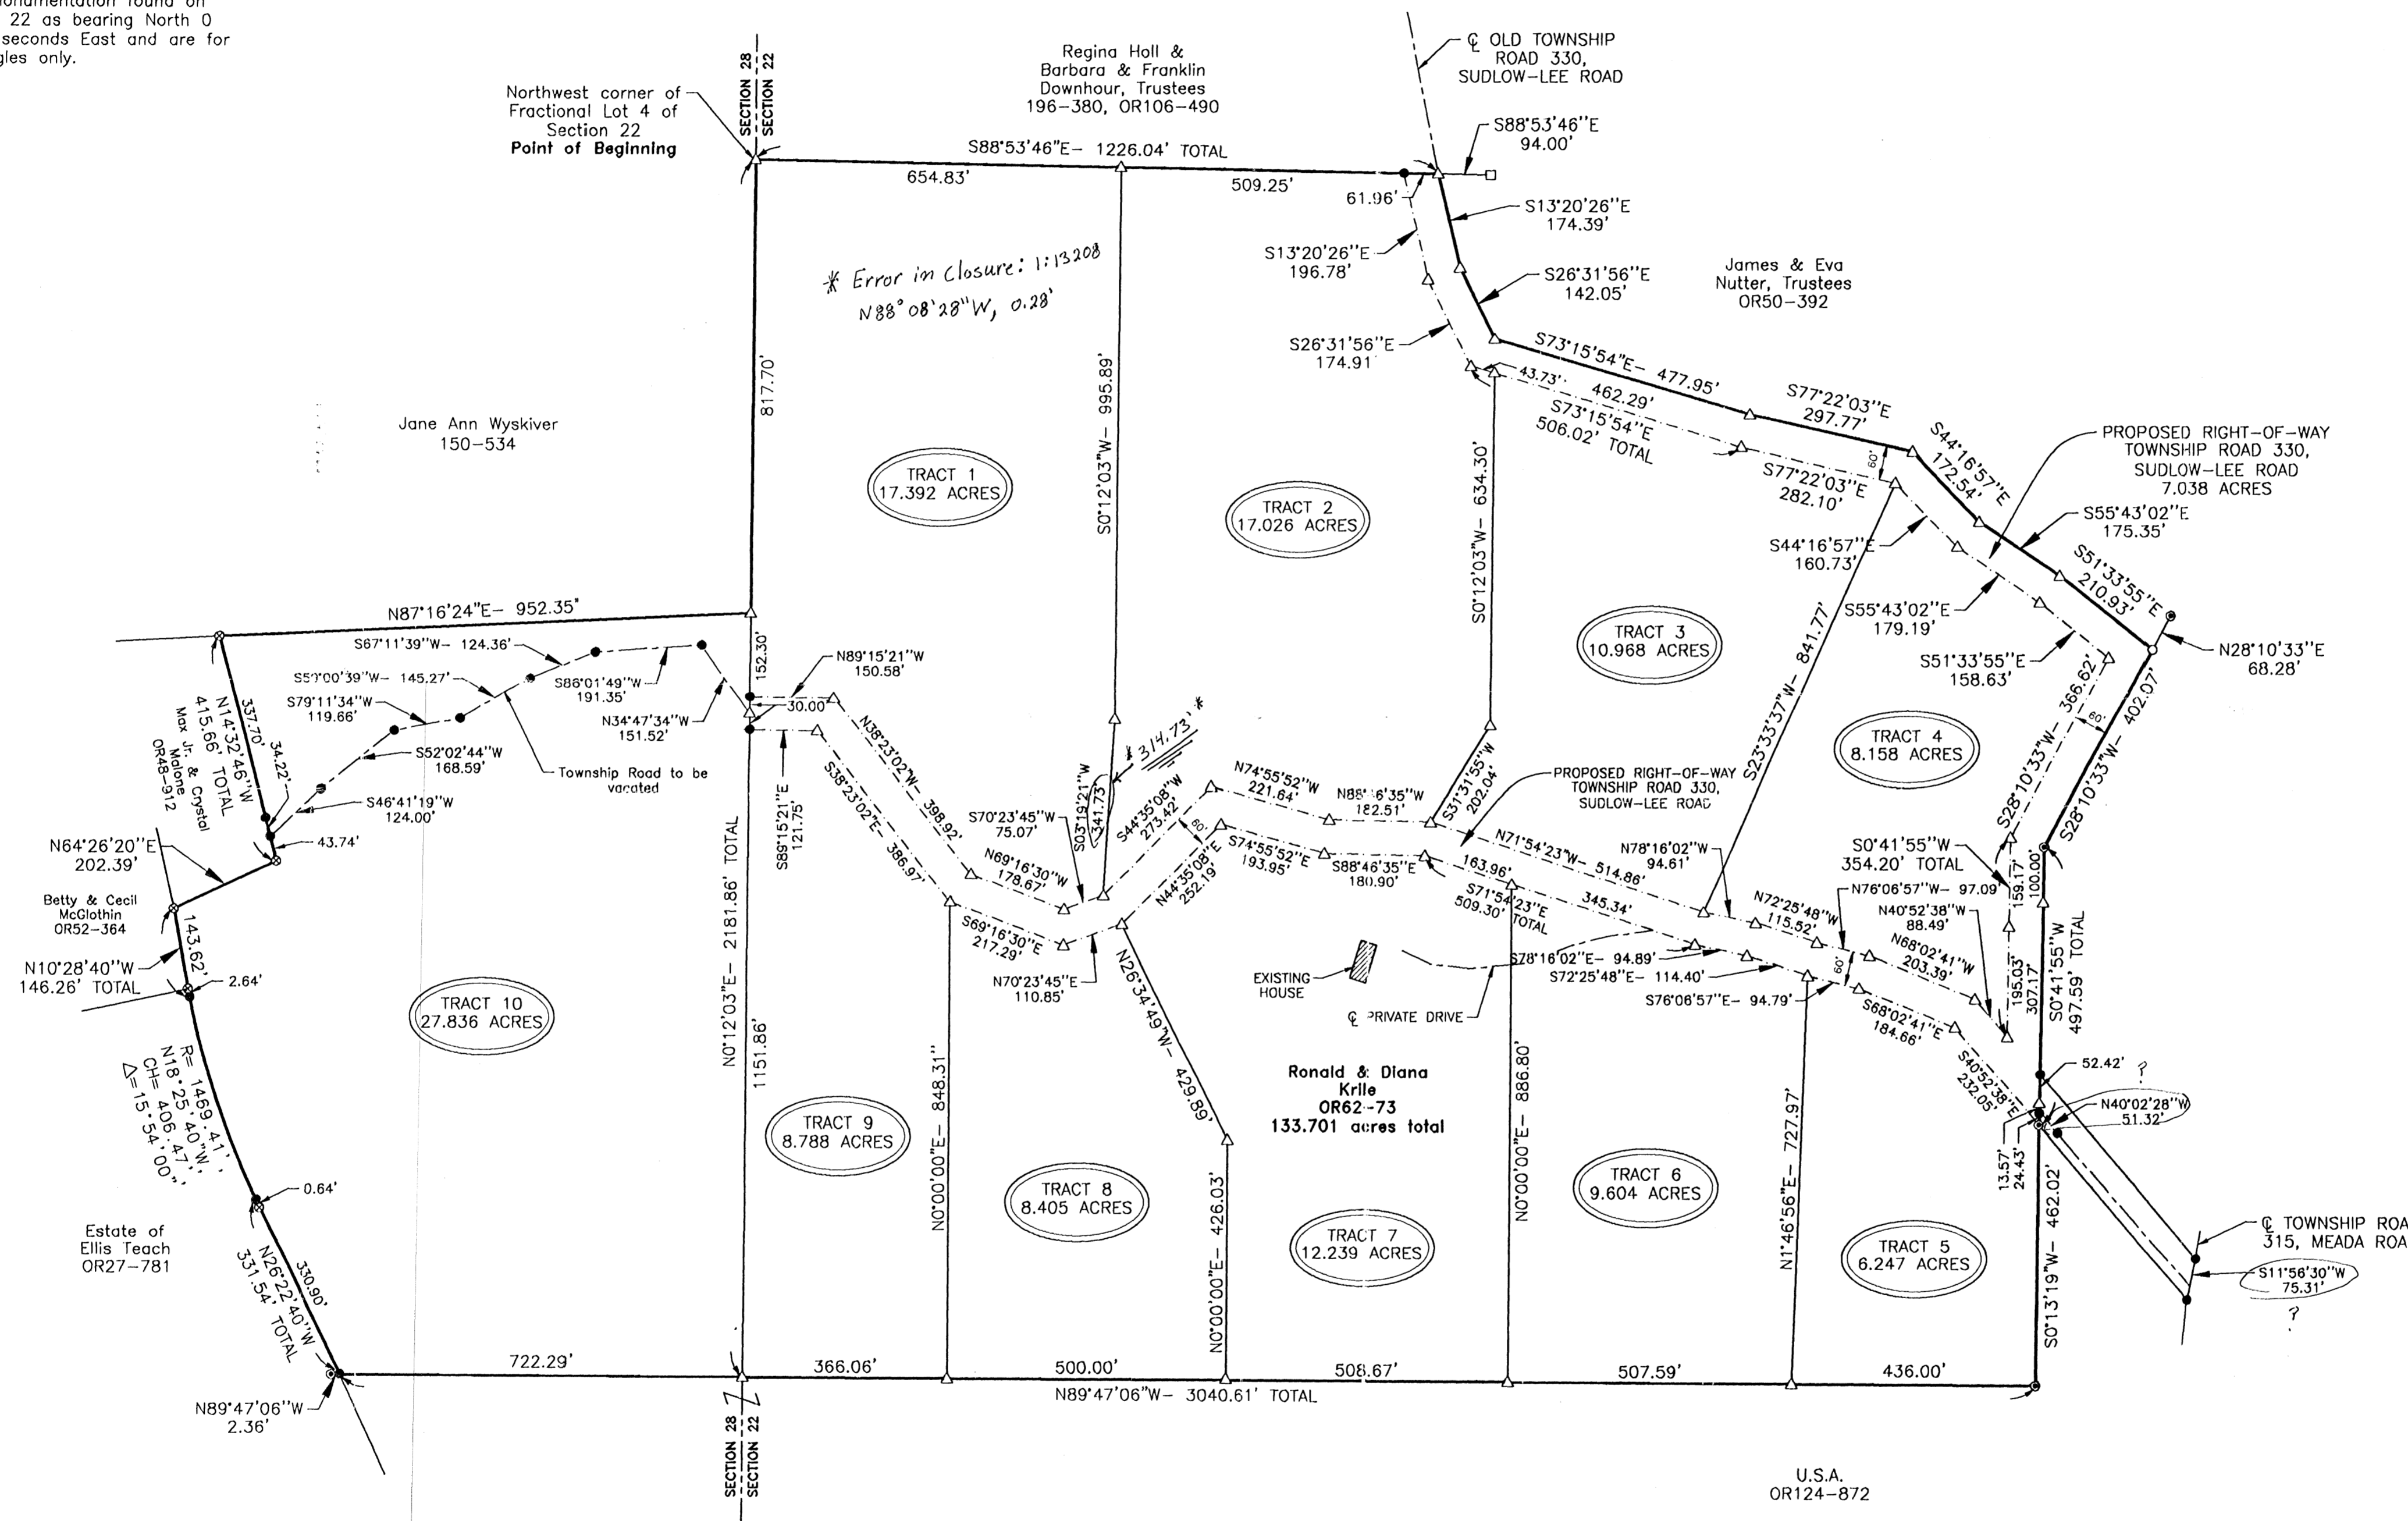 onumentation found on
22 as bearing North 0
seconds East and are for
gles only.
Northwest corner of
Fractional Lot 4 of
Section 22
Point of Beginning
SECTION 28
SECTION 22
Regina Holl &
Barbara & Franklin
Downhour, Trustees
196-380, OR106-490
℄ OLD TOWNSHIP
ROAD 330,
SUDLOW-LEE ROAD
S88°53'46"E
94.00'
S88°53'46"E- 1226.04' TOTAL
654.83'
509.25'
61.96'
S13°20'26"E
174.39'
S13°20'26"E
196.78'
S26°31'56"E
142.05'
S26°31'56"E
174.91'
James & Eva
Nutter, Trustees
OR50-392
* Error in Closure: 1:13208
N88°08'28"W, 0.28'
817.70'
S0°12'03"W- 995.89'
S73°15'54"E- 477.95'
43.73'
462.29'
S73°15'54"E
506.02' TOTAL
S77°22'03"E
297.77'
S77°22'03"E
282.10'
60'
S44°16'57"E
172.54'
PROPOSED RIGHT-OF-WAY
TOWNSHIP ROAD 330,
SUDLOW-LEE ROAD
7.038 ACRES
S55°43'02"E
175.35'
S44°16'57"E
160.73'
S51°33'55"E
210.93'
S55°43'02"E
179.19'
S51°33'55"E
158.63'
N28°10'33"E
68.28'
Jane Ann Wyskiver
150-534
TRACT 1
17.392 ACRES
TRACT 2
17.026 ACRES
S0°12'03"W- 634.30'
TRACT 3
10.968 ACRES
S23°33'37"W- 841.77'
TRACT 4
8.158 ACRES
S28°10'33"W- 366.62'
60'
S28°10'33"W- 402.07'
N87°16'24"E- 952.35'
S67°11'39"W- 124.36'
145.27'
S79°11'34"W
119.66'
S86°01'49"W
191.35'
N34°47'34"W
151.52'
S52°02'44"W
168.59'
S46°41'19"W
124.00'
Township Road to be
vacated
152.30'
30.00'
N89°15'21"W
150.58'
S89°15'21"E
121.75'
N38°23'02"W- 398.92'
S38°23'02"E- 386.97'
337.70'
N14°32'46"W
415.66' TOTAL
34.22'
43.74'
Max Jr. & Crystal
Malone
OR48-912
N64°26'20"E
202.39'
Betty & Cecil
McGlothin
OR52-364
143.62'
N10°28'40"W
146.26' TOTAL
2.64'
TRACT 10
27.836 ACRES
N0°12'03"E- 2181.86' TOTAL
1151.86'
R= 1469.41',
N18°25'40"W,
CH= 406.47',
Δ=15°54'00"
0.64'
Estate of
Ellis Teach
OR27-781
330.90'
N26°22'40"W
331.54' TOTAL
N89°47'06"W
2.36'
N69°16'30"W
178.67'
S69°16'30"E
217.29'
S70°23'45"W
75.07'
N70°23'45"E
110.85'
S03°19'21"W
341.73'
* 314.73' *
S44°35'08"W
273.42'
60'
N44°35'08"E
252.19'
N74°55'52"W
221.64'
S74°55'52"E
193.95'
182.51'
S88°46'35"E
180.90'
S31°31'55"W
202.04'
PROPOSED RIGHT-OF-WAY
TOWNSHIP ROAD 330,
SUDLOW-LEE ROAD
N71°54'23"W- 514.86'
163.96'
345.34'
S71°54'23"E
509.30' TOTAL
N78°16'02"W
94.61'
N72°25'48"W
115.52'
N76°06'57"W- 97.09'
N40°52'38"W
88.49'
N68°02'41"W
203.39'
60'
S78°16'02"E- 94.89'
S72°25'48"E- 114.40'
S76°06'57"E- 94.79'
S68°02'41"E
184.66'
S40°52'38"E
232.05'
S0°41'55"W
354.20' TOTAL
159.17'
195.03'
100.00'
307.17'
S0°41'55"W
497.59' TOTAL
52.42'
?
N40°02'28"W
51.32'
13.57'
24.43'
EXISTING
HOUSE
℄ PRIVATE DRIVE
Ronald & Diana
Krile
OR62-73
133.701 acres total
TRACT 9
8.788 ACRES
N0°00'00"E- 848.31'
N26°34'49"W- 429.89'
TRACT 8
8.405 ACRES
N0°00'00"E- 426.03'
TRACT 7
12.239 ACRES
N0°00'00"E- 886.80'
TRACT 6
9.604 ACRES
N1°46'56"E- 727.97'
TRACT 5
6.247 ACRES
S0°13'19"W- 462.02'
℄ TOWNSHIP ROA
315, MEADA ROA
S11°56'30"W
75.31'
?
722.29'
366.06'
500.00'
508.67'
507.59'
436.00'
N89°47'06"W- 3040.61' TOTAL
SECTION 28
SECTION 22
U.S.A.
OR124-872